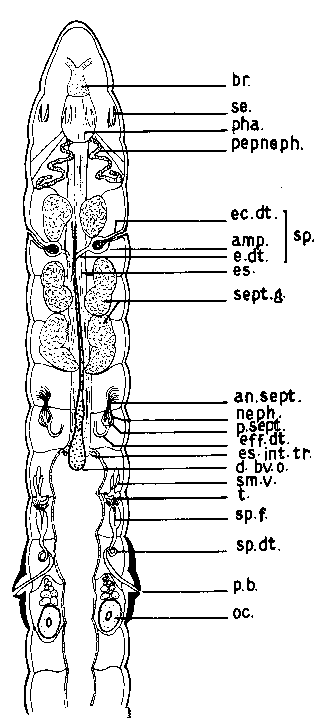 br.
se.
pha.
pepneph.
ec.dt.
sp.
amp.
e.dt.
es.
sept.g.
an.sept.
neph.
p.sept.
eff.dt.
es.int.tr.
d.bv.o.
sm.v.
t.
sp.f.
sp.dt.
p.b.
oc.